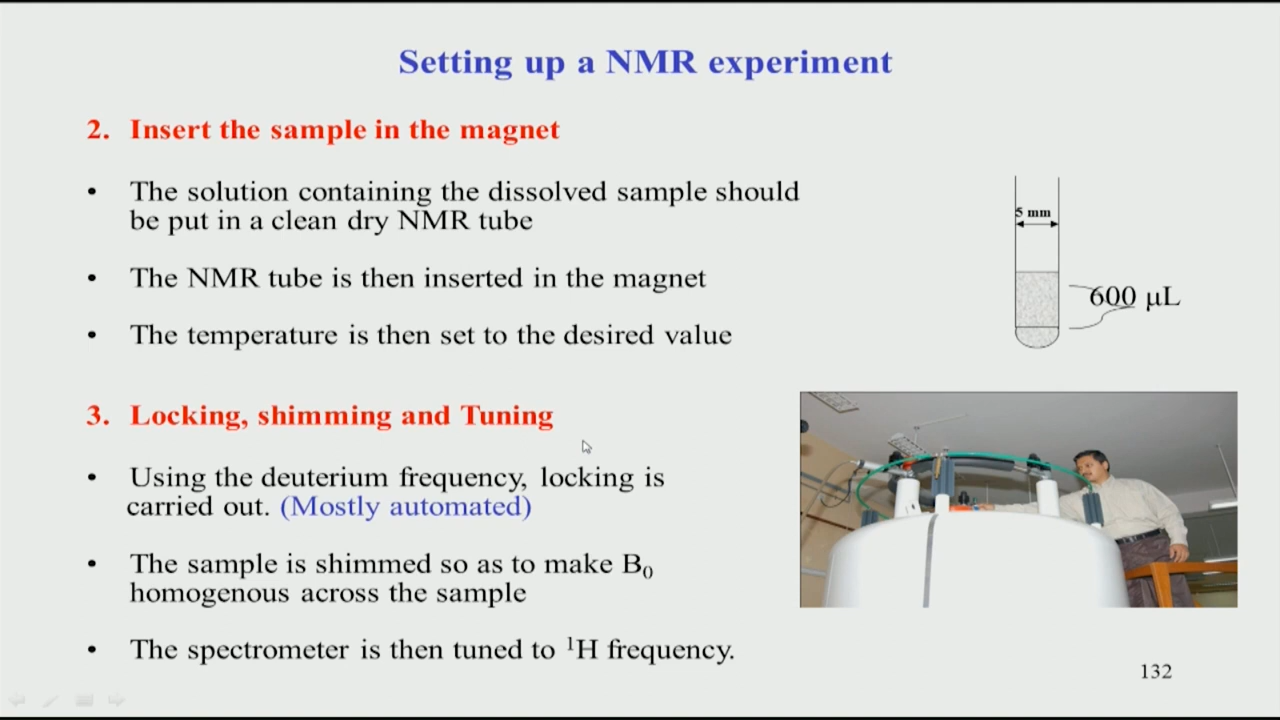 Setting up a NMR experiment
2. Insert the sample in the magnet
• The solution containing the dissolved sample should
be put in a clean dry NMR tube
• The NMR tube is then inserted in the magnet
• The temperature is then set to the desired value
5 mm
600 μL
3. Locking, shimming and Tuning
• Using the deuterium frequency, locking is
carried out. (Mostly automated)
• The sample is shimmed so as to make B₀
homogenous across the sample
• The spectrometer is then tuned to ¹H frequency.
132